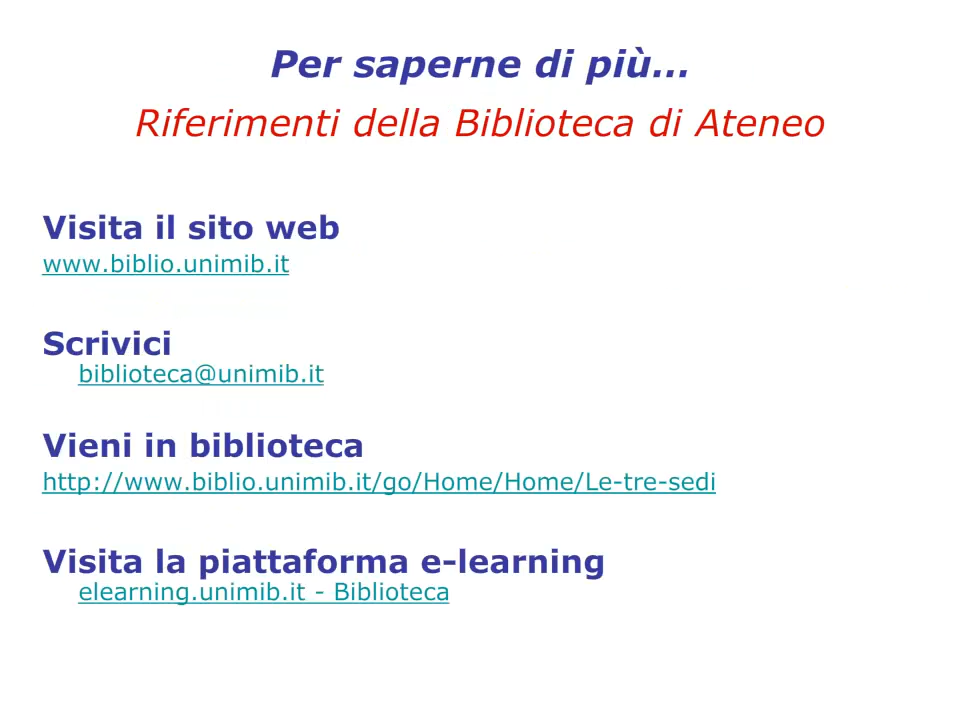 Per saperne di più...
Riferimenti della Biblioteca di Ateneo
Visita il sito web
www.biblio.unimib.it
Scrivici
biblioteca@unimib.it
Vieni in biblioteca
http://www.biblio.unimib.it/go/Home/Home/Le-tre-sedi
Visita la piattaforma e-learning
elearning.unimib.it - Biblioteca